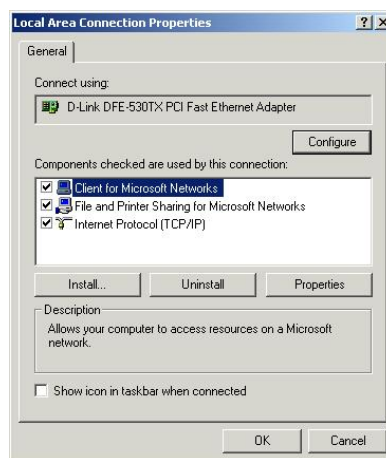 Local Area Connection Properties
General
Connect using:
D-Link DFE-530TX PCI Fast Ethernet Adapter
Configure
Components checked are used by this connection:
Client for Microsoft Networks
File and Printer Sharing for Microsoft Networks
Internet Protocol (TCP/IP)
Install... Uninstall Properties
Description
Allows your computer to access resources on a Microsoft
network.
Show icon in taskbar when connected
OK Cancel